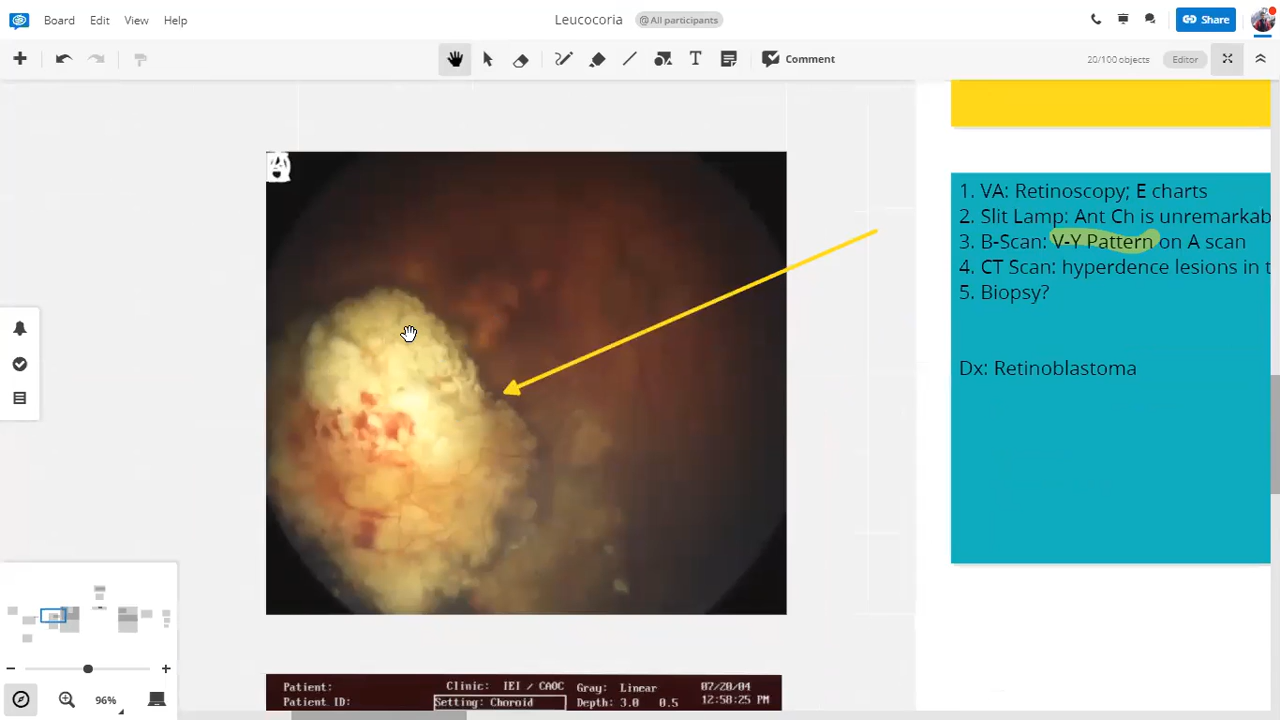 Board Edit View Help
Leucocoria
@All participants
Share
Comment
20/100 objects
Editor
1. VA: Retinoscopy; E charts
2. Slit Lamp: Ant Ch is unremarkab
3. B-Scan: V-Y Pattern on A scan
4. CT Scan: hyperdence lesions in t
5. Biopsy?
Dx: Retinoblastoma
Patient: Clinic: IEI / CAOC Gray: Linear 07/20/04
Patient ID: Setting: Choroid Depth: 3.0 0.5 12:58:25 PM
96%